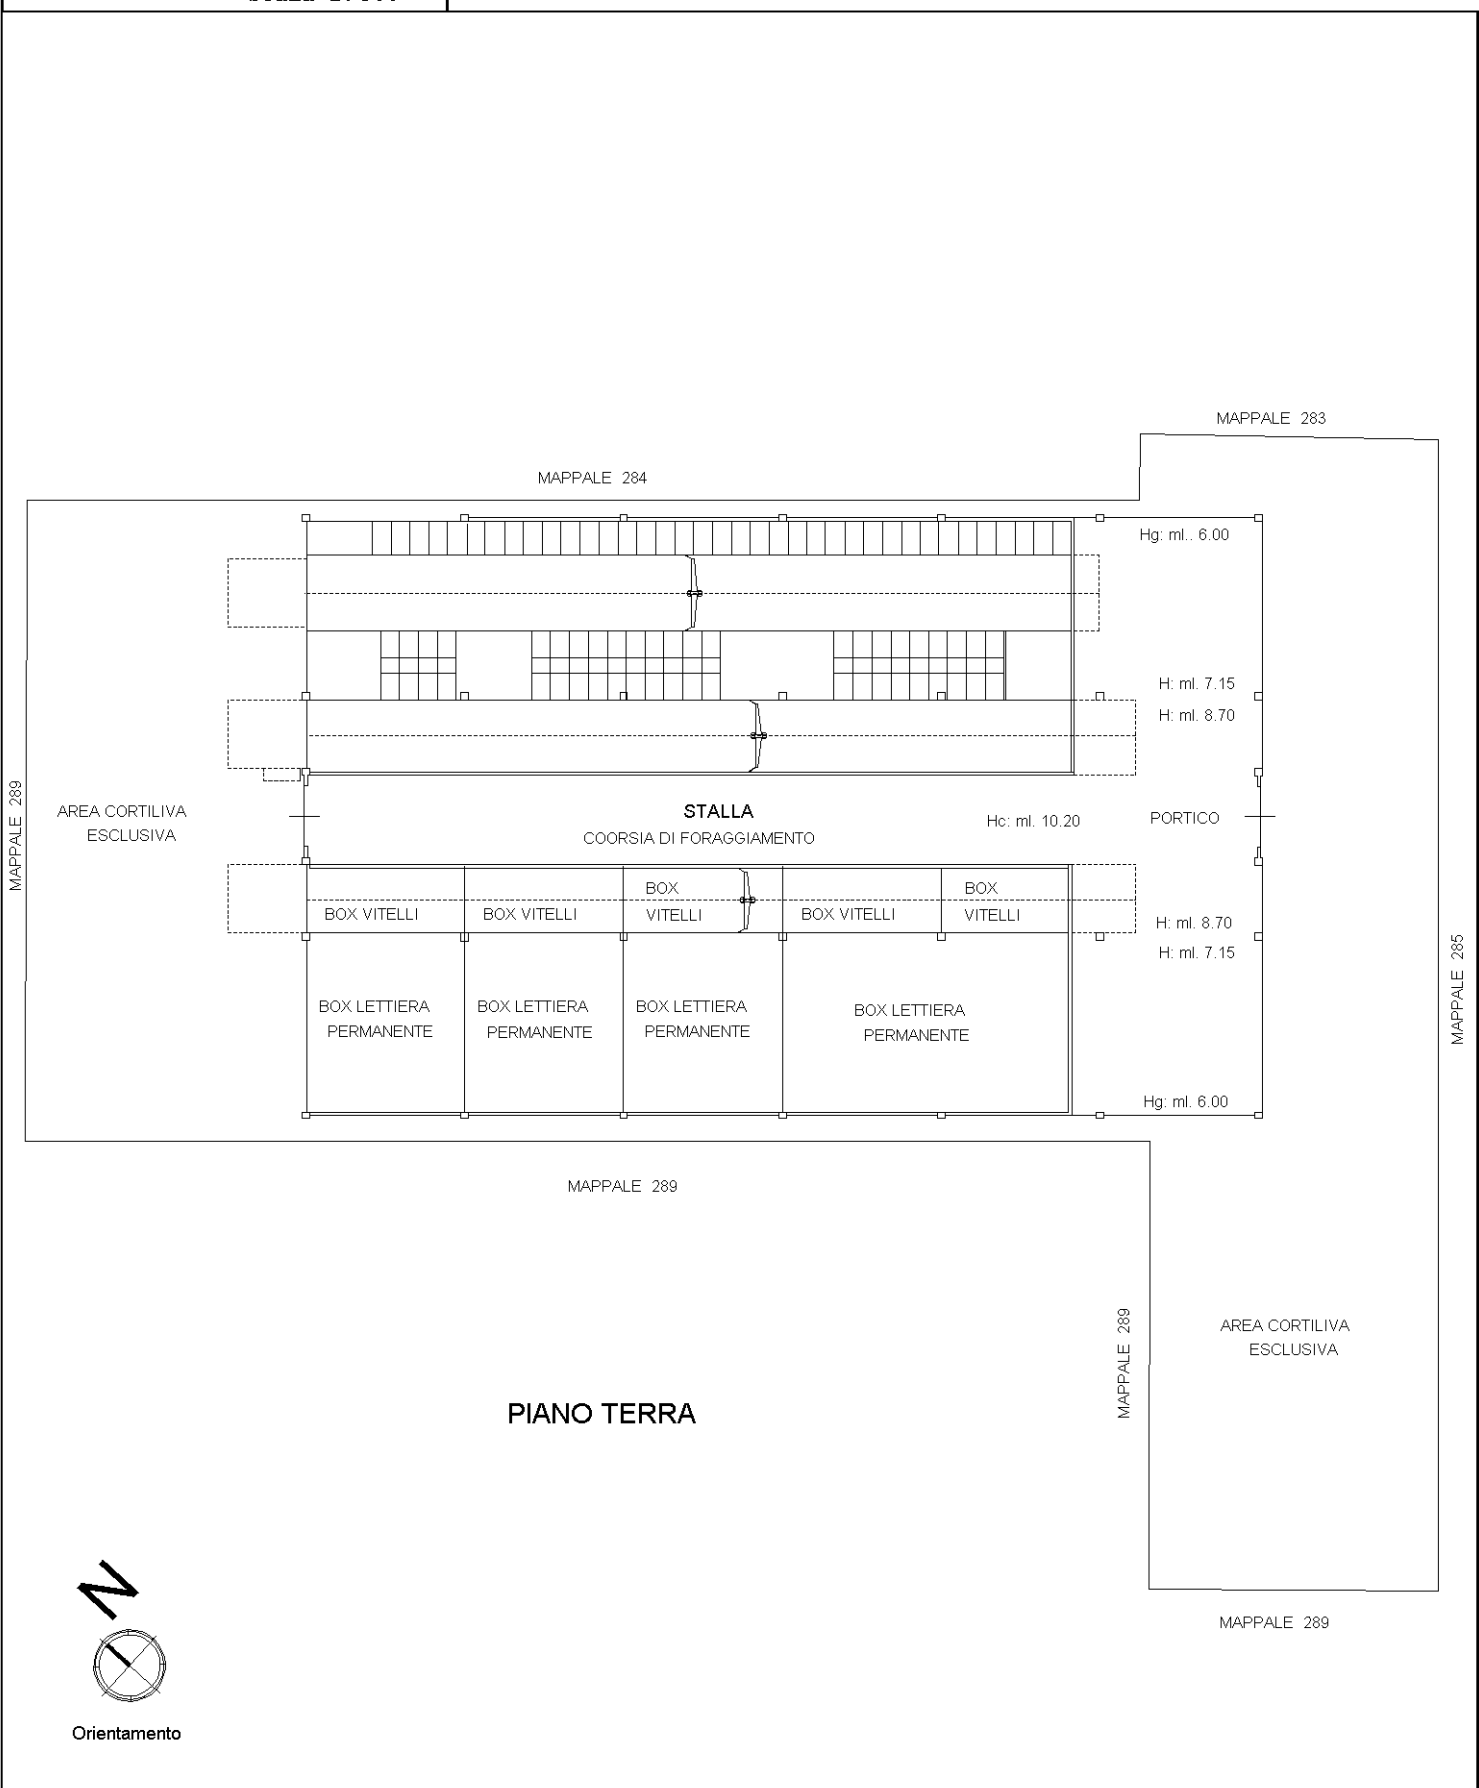 MAPPALE 283
MAPPALE 284
Hg: ml.. 6.00
H: ml. 7.15
H: ml. 8.70
MAPPALE 289
AREA CORTILIVA
ESCLUSIVA
STALLA
COORSIA DI FORAGGIAMENTO
Hc: ml. 10.20
PORTICO
BOX VITELLI
BOX VITELLI
BOX
VITELLI
BOX VITELLI
BOX
VITELLI
H: ml. 8.70
H: ml. 7.15
MAPPALE 285
BOX LETTIERA
PERMANENTE
BOX LETTIERA
PERMANENTE
BOX LETTIERA
PERMANENTE
BOX LETTIERA
PERMANENTE
Hg: ml. 6.00
MAPPALE 289
MAPPALE 289
AREA CORTILIVA
ESCLUSIVA
PIANO TERRA
MAPPALE 289
N
Orientamento